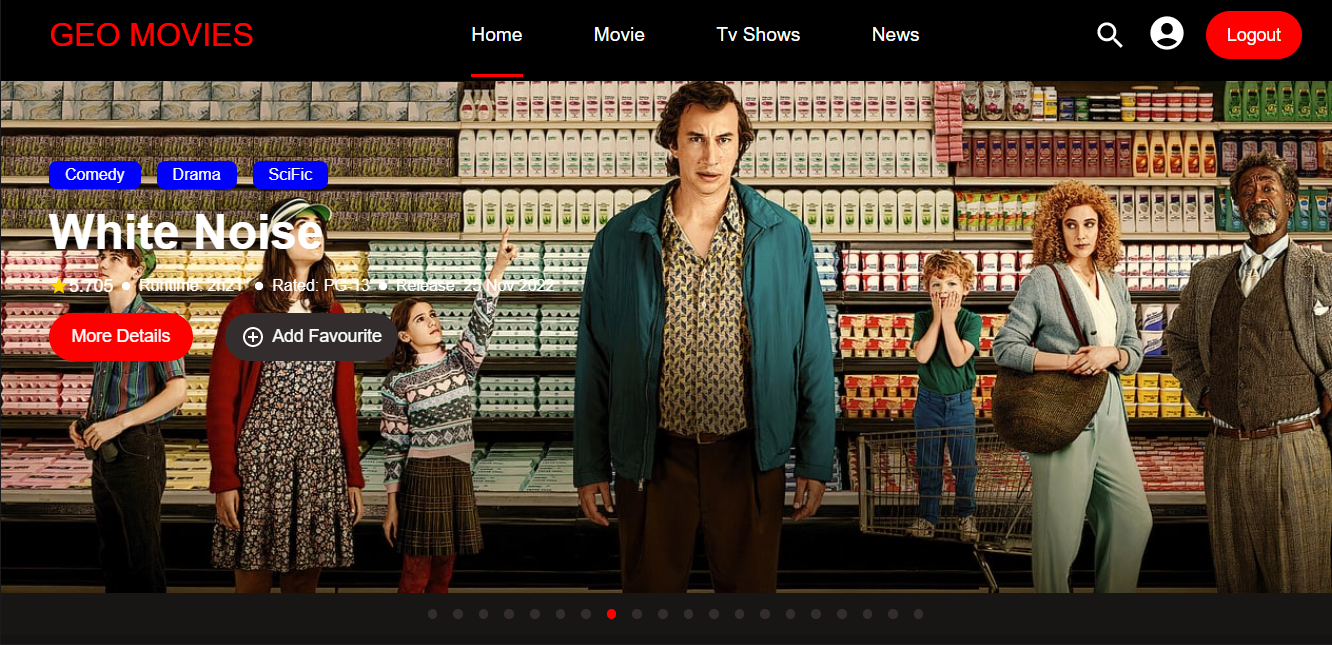 GEO MOVIES
Home Movie Tv Shows News Logout
Comedy Drama SciFic
White Noise
5.705 Runtime: 2h21 Rated: PG-13 Release: 25 Nov 2022
More Details Add Favourite